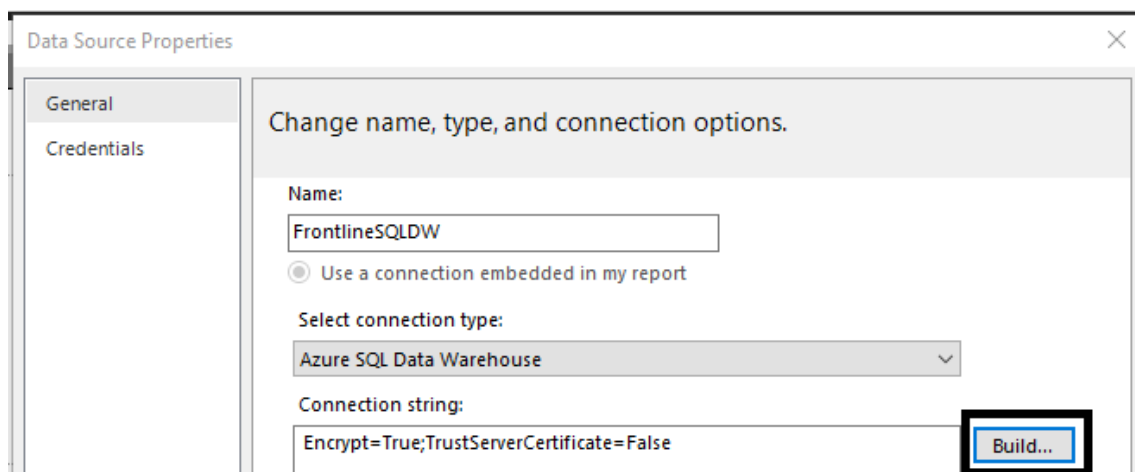 Data Source Properties
General
Credentials
Change name, type, and connection options.
Name:
FrontlineSQLDW
Use a connection embedded in my report
Select connection type:
Azure SQL Data Warehouse
Connection string:
Encrypt=True;TrustServerCertificate=False
Build...